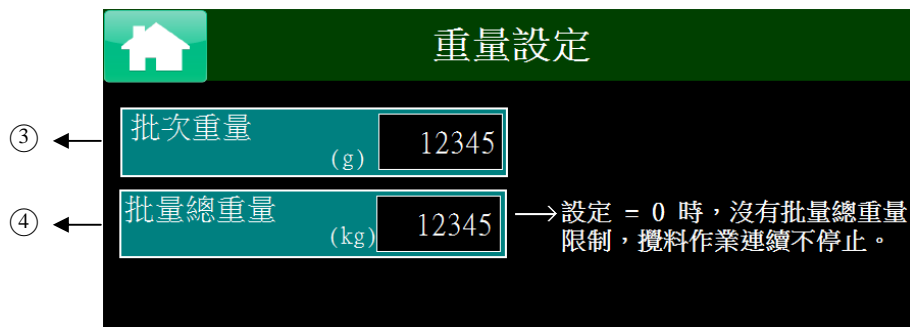 重量設定
③
批次重量
(g)
12345
④
批量總重量
(kg)
12345
設定 = 0 時，沒有批量總重量
限制，攪料作業連續不停止。